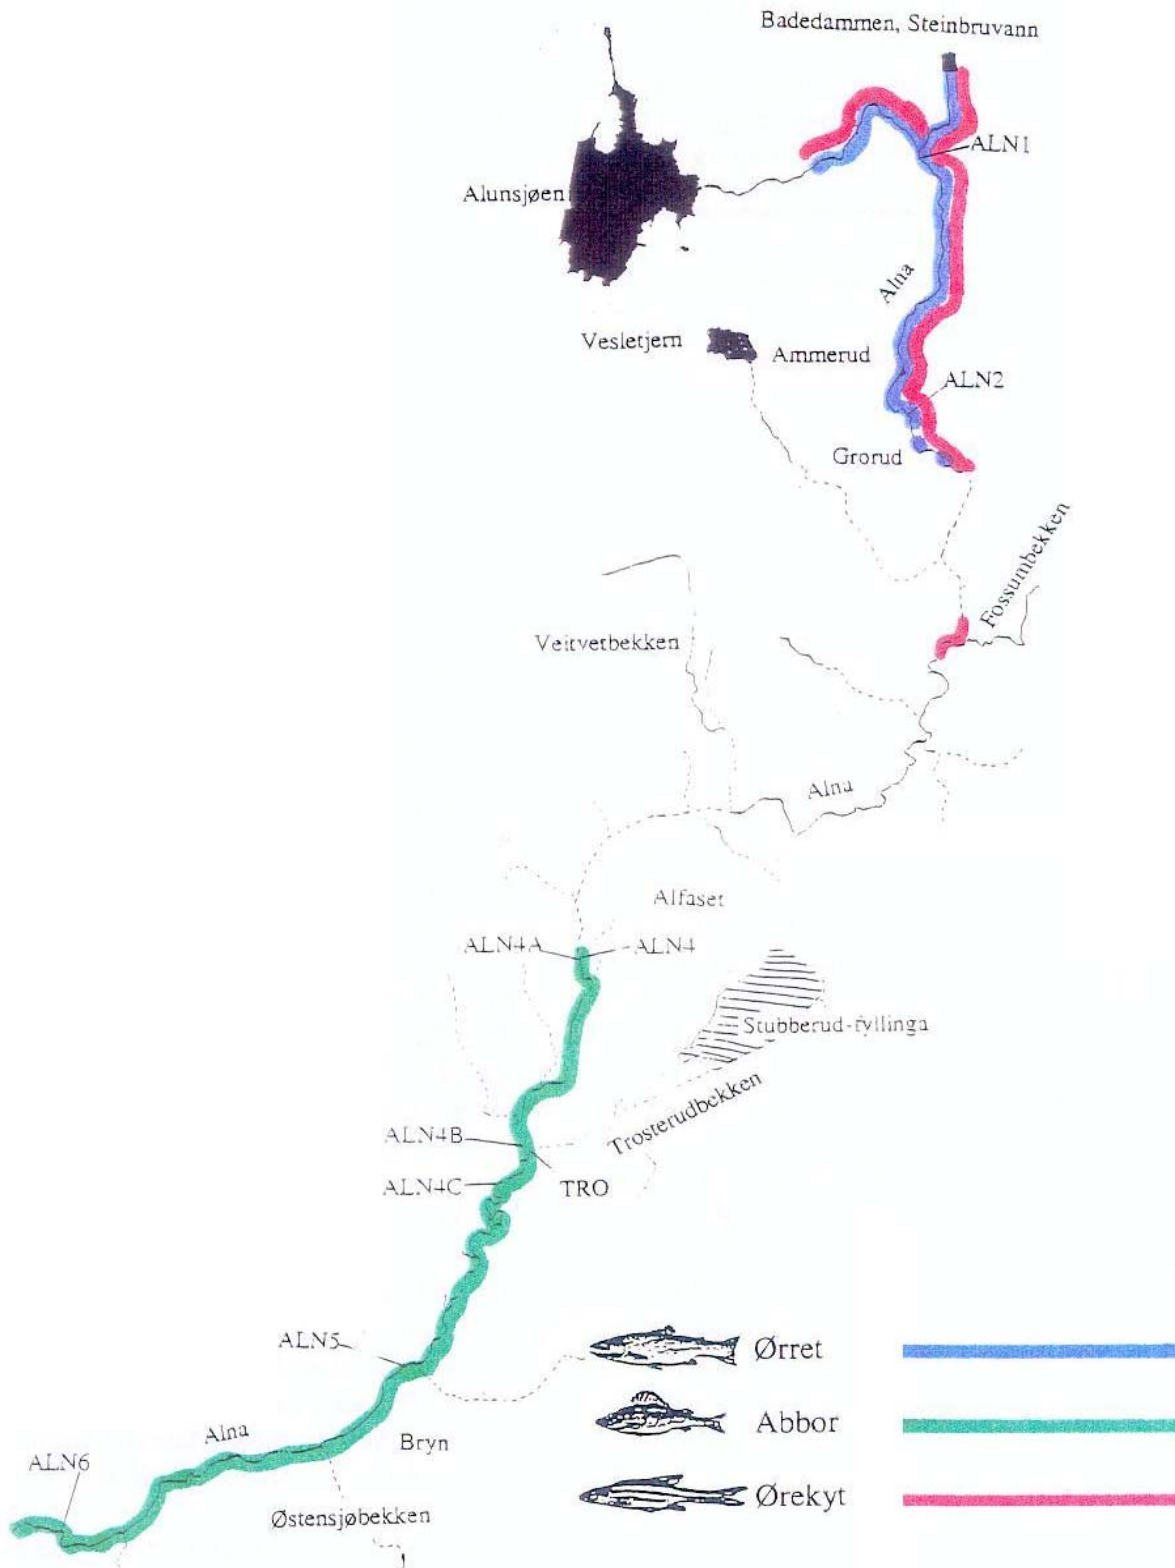 Badedammen, Steinbruvann
ALN1
Alunsjøen
Alna
Vesletjern
Ammerud
ALN2
Grorud
Fossumbekken
Veitvetbekken
Alna
Alfaset
ALN4A
ALN4
Stubberud-fyllinga
Trosterudbekken
ALN4B
TRO
ALN4C
ALN5
Ørret
Abbor
Alna
Bryn
ALN6
Ørekyt
Østensjøbekken